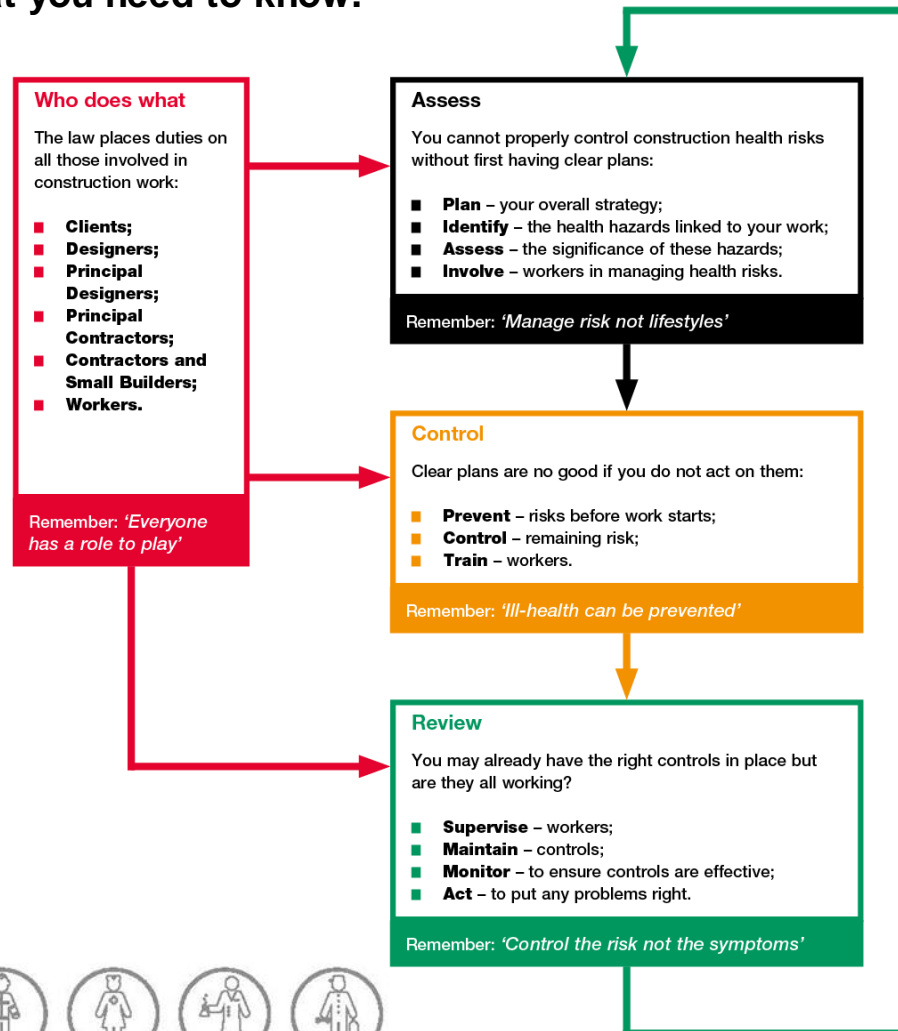 you need to know:
Who does what
The law places duties on
all those involved in
construction work:
■ Clients;
■ Designers;
■ Principal
Designers;
■ Principal
Contractors;
■ Contractors and
Small Builders;
■ Workers.
Remember: ‘Everyone
has a role to play’
Assess
You cannot properly control construction health risks
without first having clear plans:
■ Plan – your overall strategy;
■ Identify – the health hazards linked to your work;
■ Assess – the significance of these hazards;
■ Involve – workers in managing health risks.
Remember: ‘Manage risk not lifestyles’
Control
Clear plans are no good if you do not act on them:
■ Prevent – risks before work starts;
■ Control – remaining risk;
■ Train – workers.
Remember: ‘Ill-health can be prevented’
Review
You may already have the right controls in place but
are they all working?
■ Supervise – workers;
■ Maintain – controls;
■ Monitor – to ensure controls are effective;
■ Act – to put any problems right.
Remember: ‘Control the risk not the symptoms’